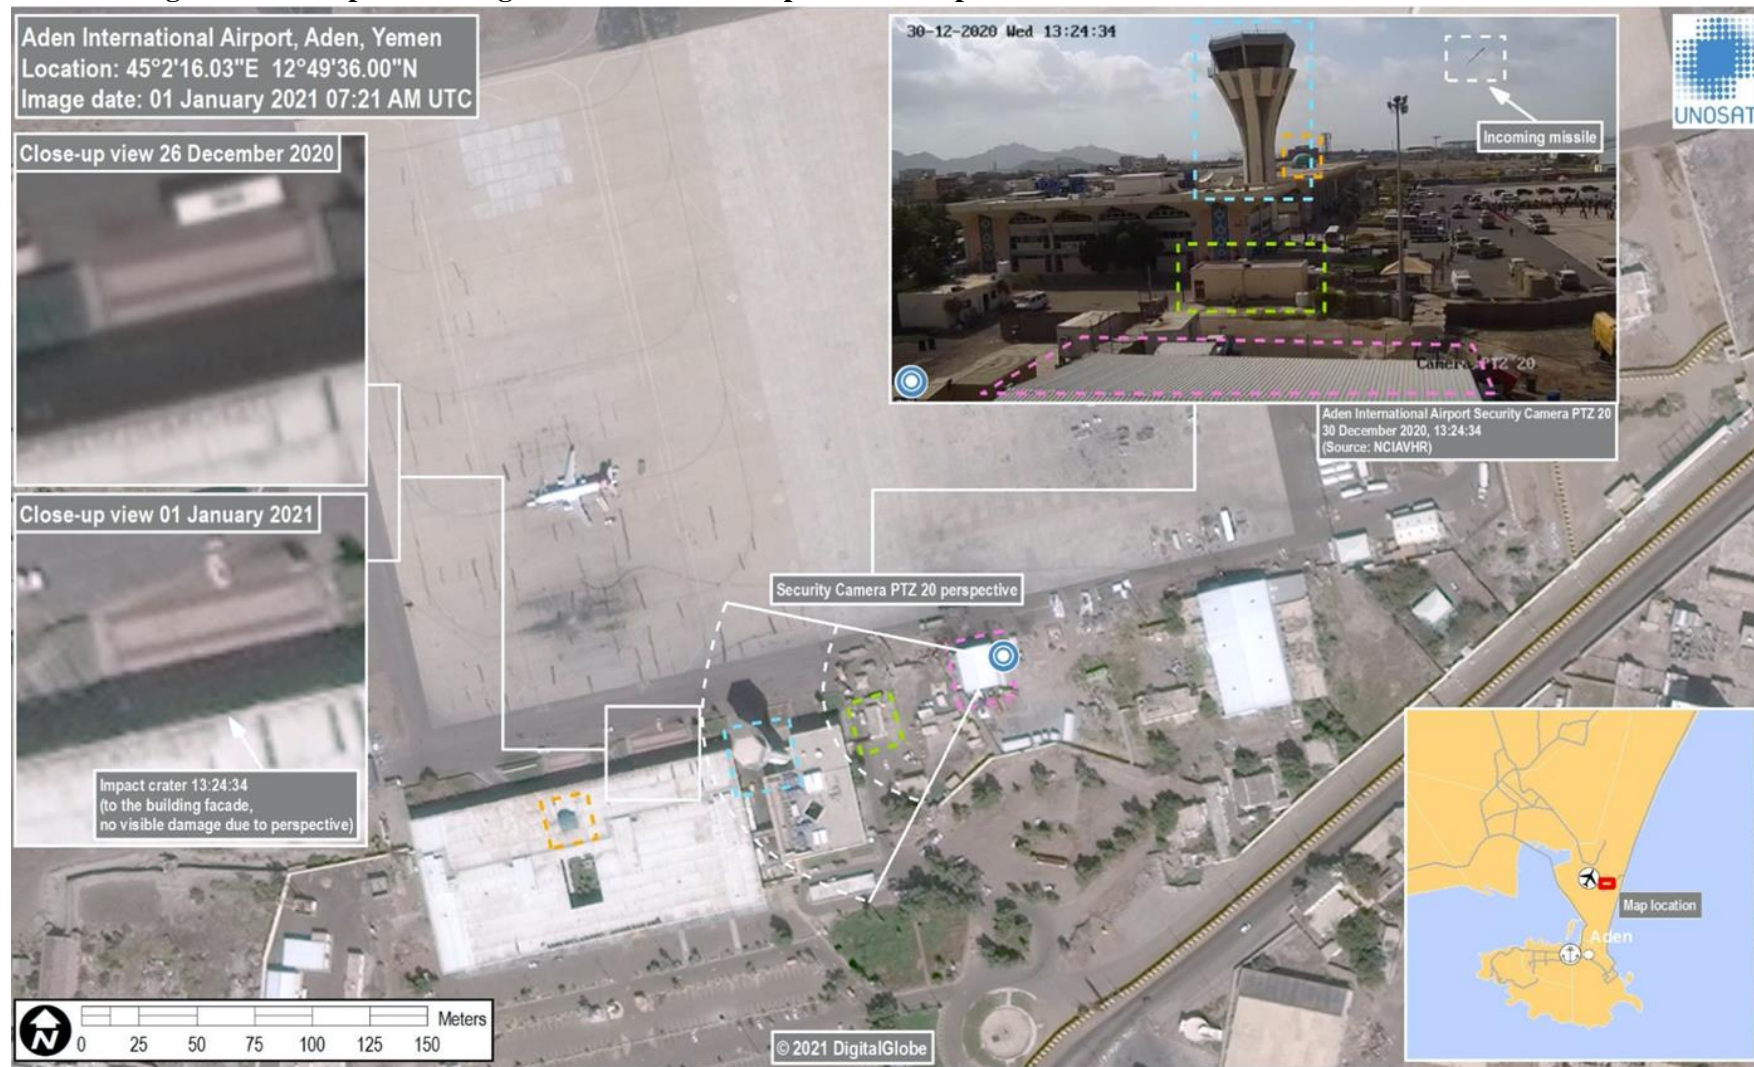 Aden International Airport, Aden, Yemen
Location: 45°2'16.03"E 12°49'36.00"N
Image date: 01 January 2021 07:21 AM UTC
30-12-2020 Wed 13:24:34
Incoming missile
UNOSAT
Close-up view 26 December 2020
Camera PTZ 20
Aden International Airport Security Camera PTZ 20
30 December 2020, 13:24:34
(Source: NCIAVHR)
Close-up view 01 January 2021
Security Camera PTZ 20 perspective
Impact crater 13:24:34
(to the building facade,
no visible damage due to perspective)
Map location
Aden
N
Meters
0 25 50 75 100 125 150
© 2021 DigitalGlobe